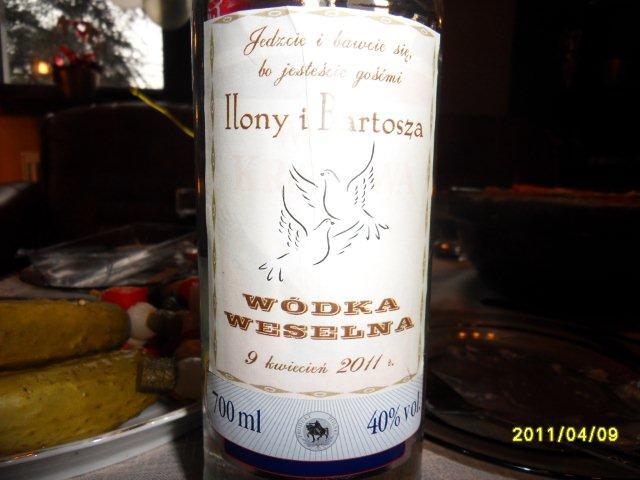 Jedzcie i bawcie się,
bo jesteście gośćmi
Ilony i Bartosza
WÓDKA
WESELNA
9 kwiecień 2011 r.
700 ml
40% vol.
2011/04/09